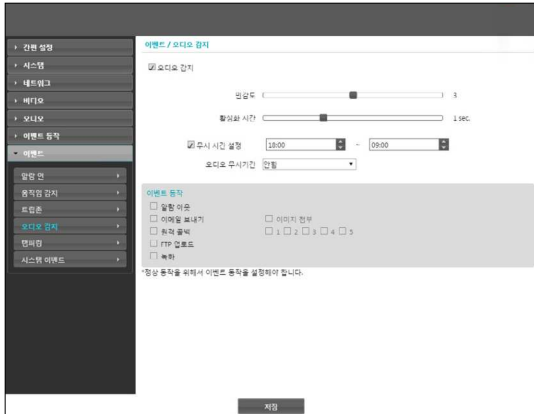 이벤트 / 오디오 감지
간편 설정
시스템
네트워크
비디오
오디오
이벤트 동작
이벤트
알람 인
움직임 감지
트립존
오디오 감지
탬퍼링
시스템 이벤트
오디오 감지
민감도 3
활성화 시간 1 sec.
무시 시간 설정 18:00 ~ 09:00
오디오 무시기간 안함
이벤트 동작
알람 아웃
이메일 보내기 이미지 첨부
원격 콜백 1 2 3 4 5
FTP 업로드
녹화
*정상 동작을 위해서 이벤트 동작을 설정해야 합니다.
저장